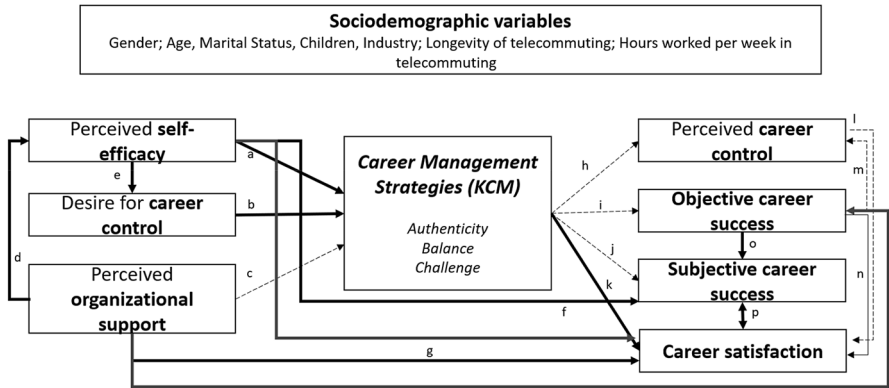 Sociodemographic variables
Gender; Age, Marital Status, Children, Industry; Longevity of telecommuting; Hours worked per week in
telecommuting
Perceived self-
efficacy
a
e
Desire for career
control
b
d
Perceived
organizational
support
c
Career Management
Strategies (KCM)
Authenticity
Balance
Challenge
h
i
j
k
f
g
Perceived career
control
l
m
Objective career
success
o
n
Subjective career
success
p
Career satisfaction